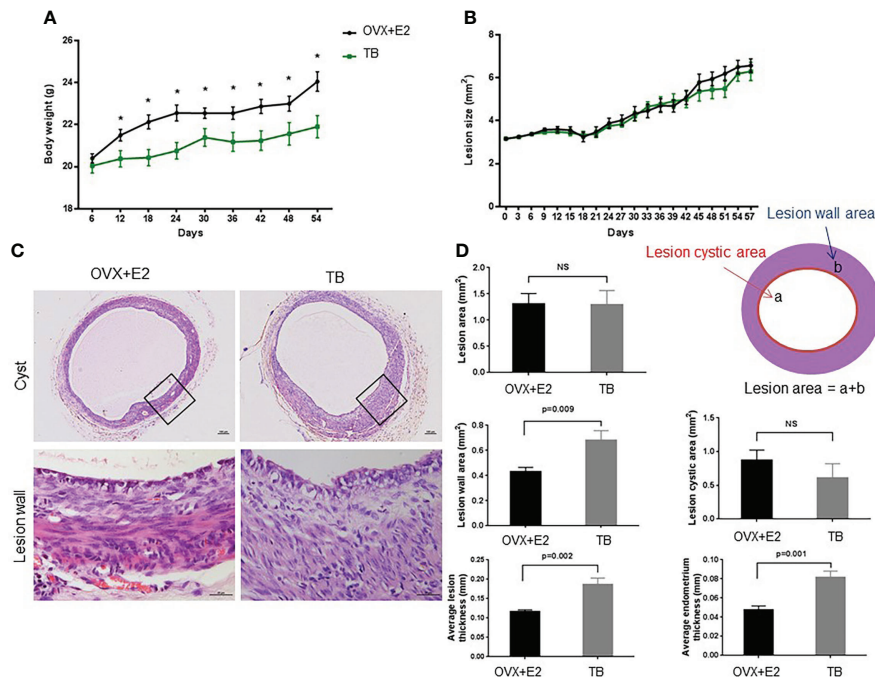 A
OVX+E2
TB
Body weight (g)
26
24
22
20
18
* * * * * * * *
6 12 18 24 30 36 42 48 54
Days
B
Lesion size (mm²)
6
4
2
0
0 3 6 9 12 15 18 21 24 27 30 33 36 39 42 45 48 51 54 57
Days
C
OVX+E2 TB
Cyst
Lesion wall
D
Lesion wall area
Lesion cystic area
b
a
Lesion area = a+b
Lesion area (mm²)
2.0
1.5
1.0
0.5
0.0
NS
OVX+E2 TB
Lesion wall area (mm²)
0.8
0.6
0.4
0.2
0.0
p=0.009
OVX+E2 TB
Lesion cystic area (mm²)
1.5
1.0
0.5
0.0
NS
OVX+E2 TB
Average lesion
thickness (mm)
0.25
0.20
0.15
0.10
0.05
0.00
p=0.002
OVX+E2 TB
Average endometrium
thickness (mm)
0.10
0.08
0.06
0.04
0.02
0.00
p=0.001
OVX+E2 TB